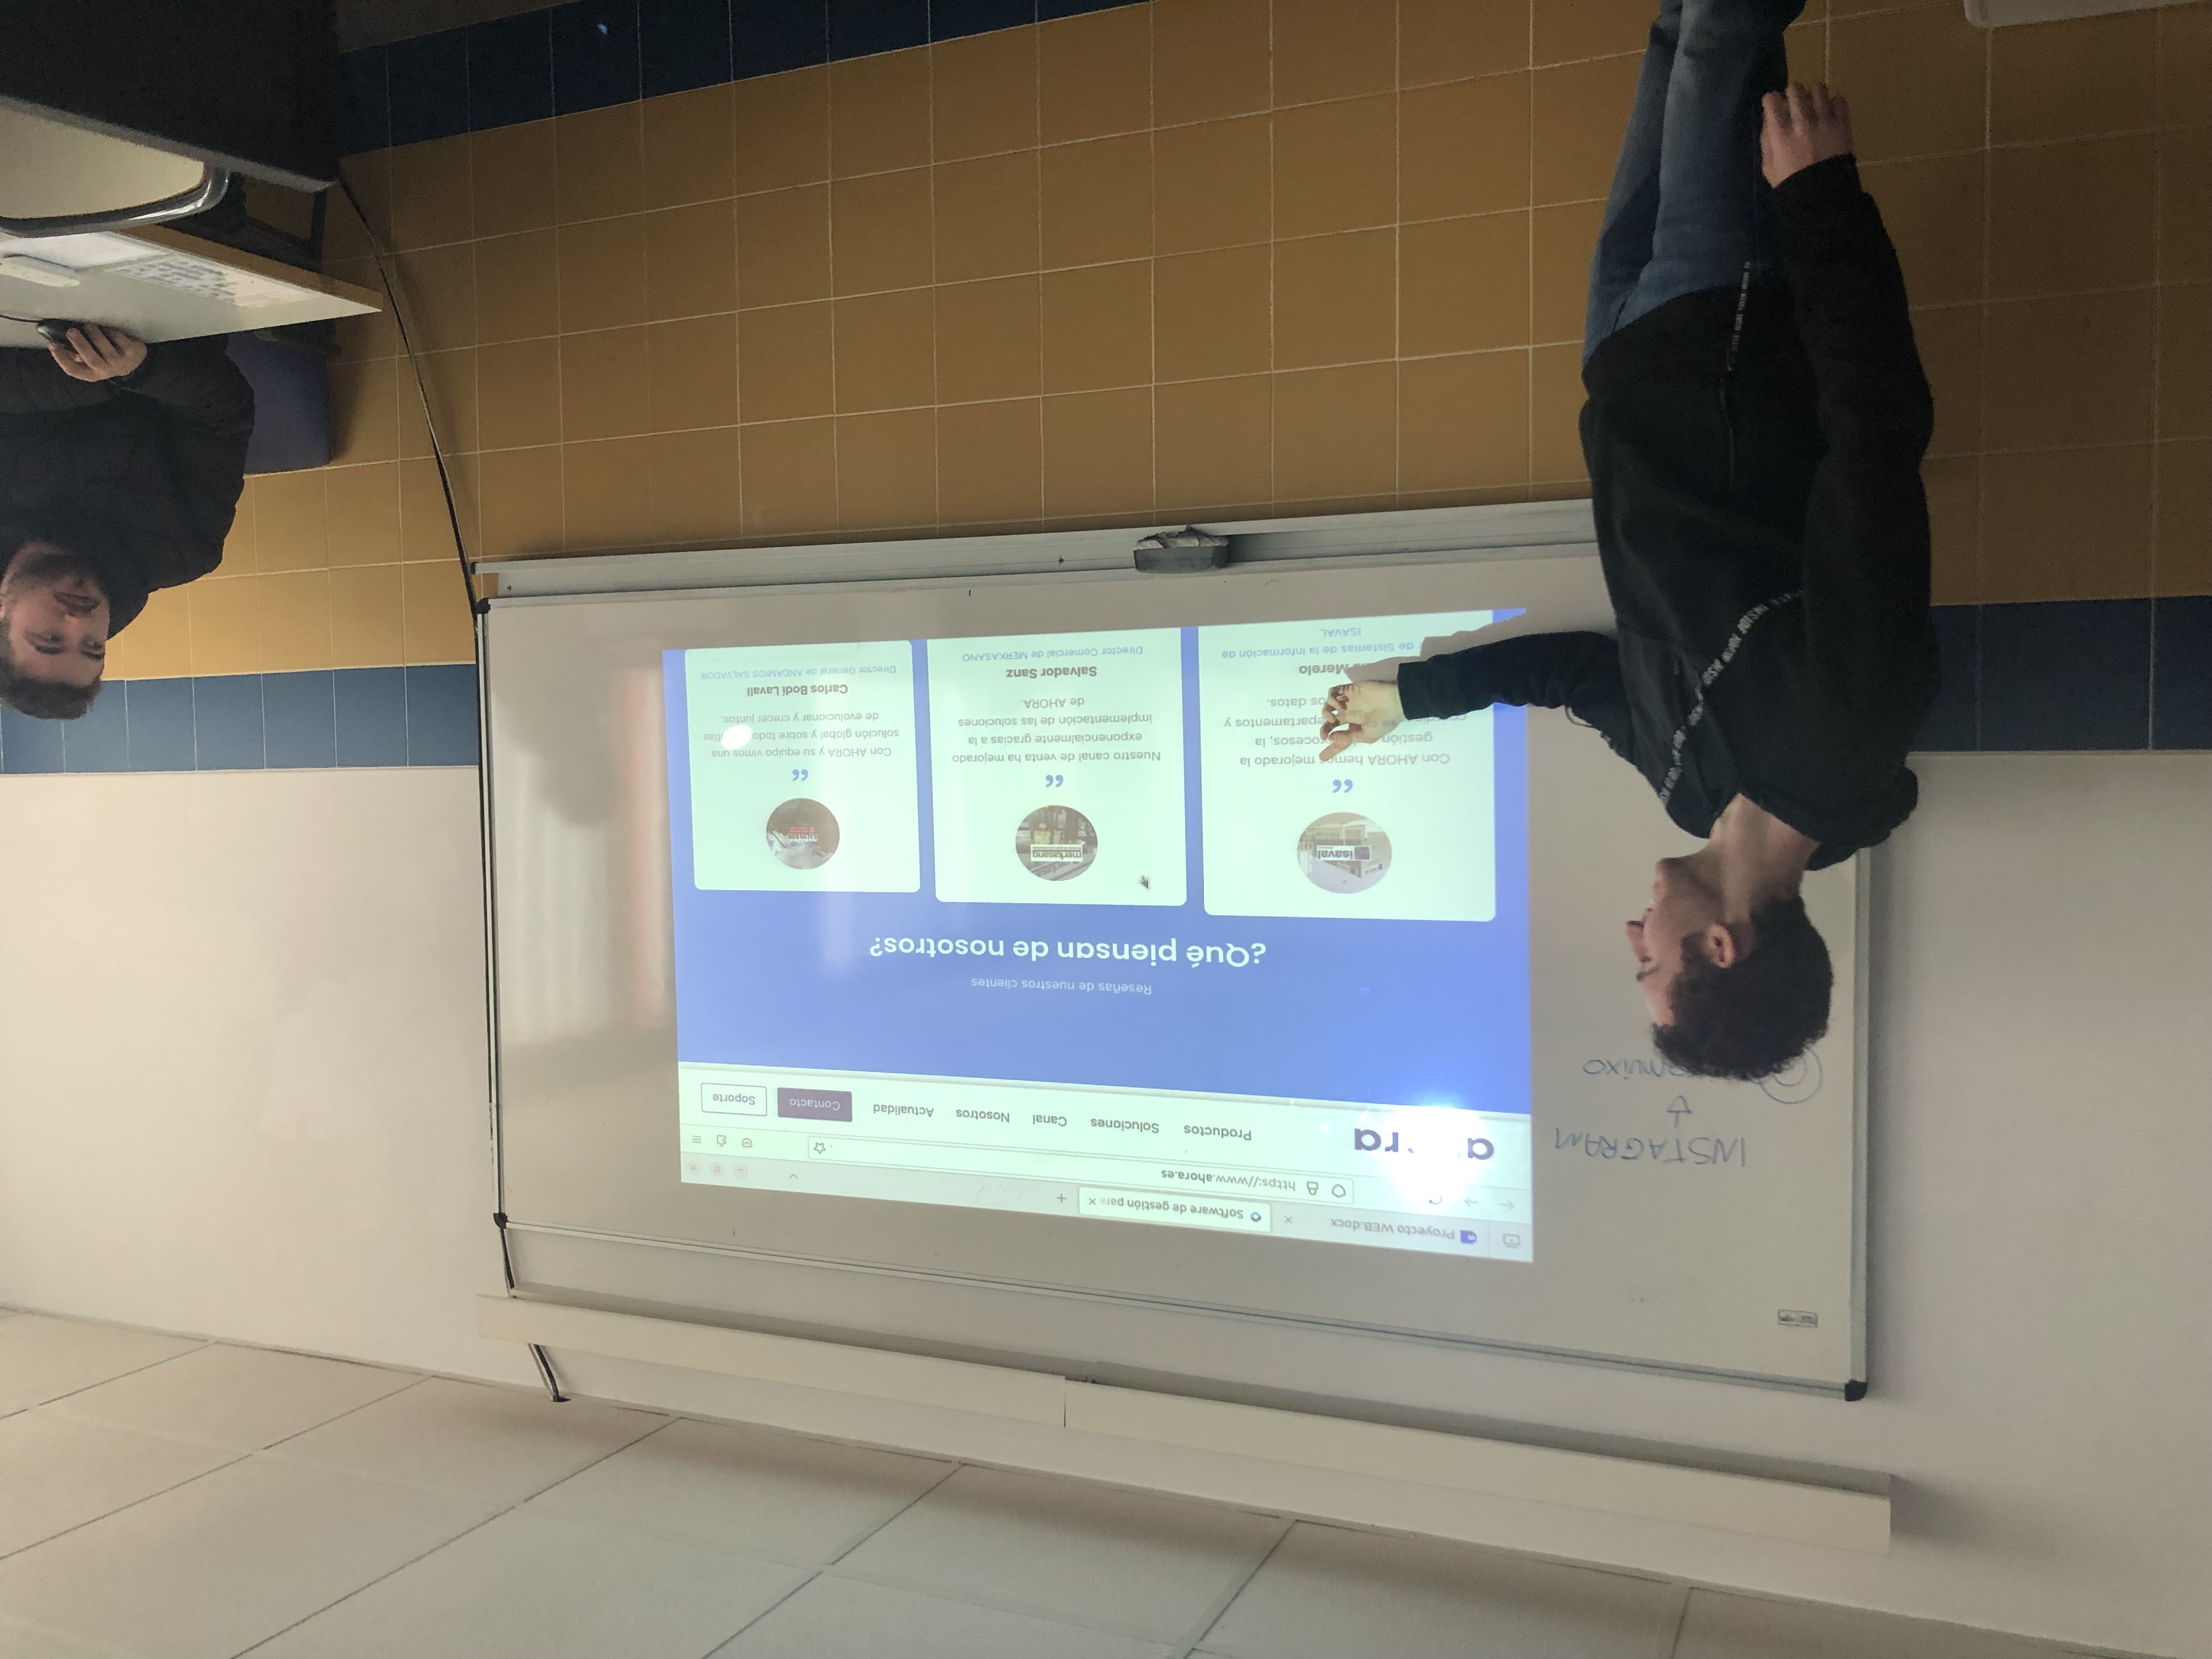 INSTAGRAM
Proyecto WEB.docx
Software de gestión para
https://www.ahora.es
Productos Soluciones Canal Nosotros Actualidad Contacto Soporte
Reseñas de nuestros clientes
¿Qué piensan de nosotros?
isaval
“
Con AHORA hemos mejorado la
gestión procesos, la
departamentos y
datos.
Merelo
de Sistemas de la Información de
ISAVAL
merkasano
“
Nuestro canal de venta ha mejorado
exponencialmente gracias a la
implementación de las soluciones
de AHORA.
Salvador Sanz
Director Comercial de MERKASANO
“
Con AHORA y su equipo vimos una
solución global y sobre todo
de evolucionar y crecer juntos.
Carlos Bodí Lavall
Director General de ANDAMIOS SALVADOR